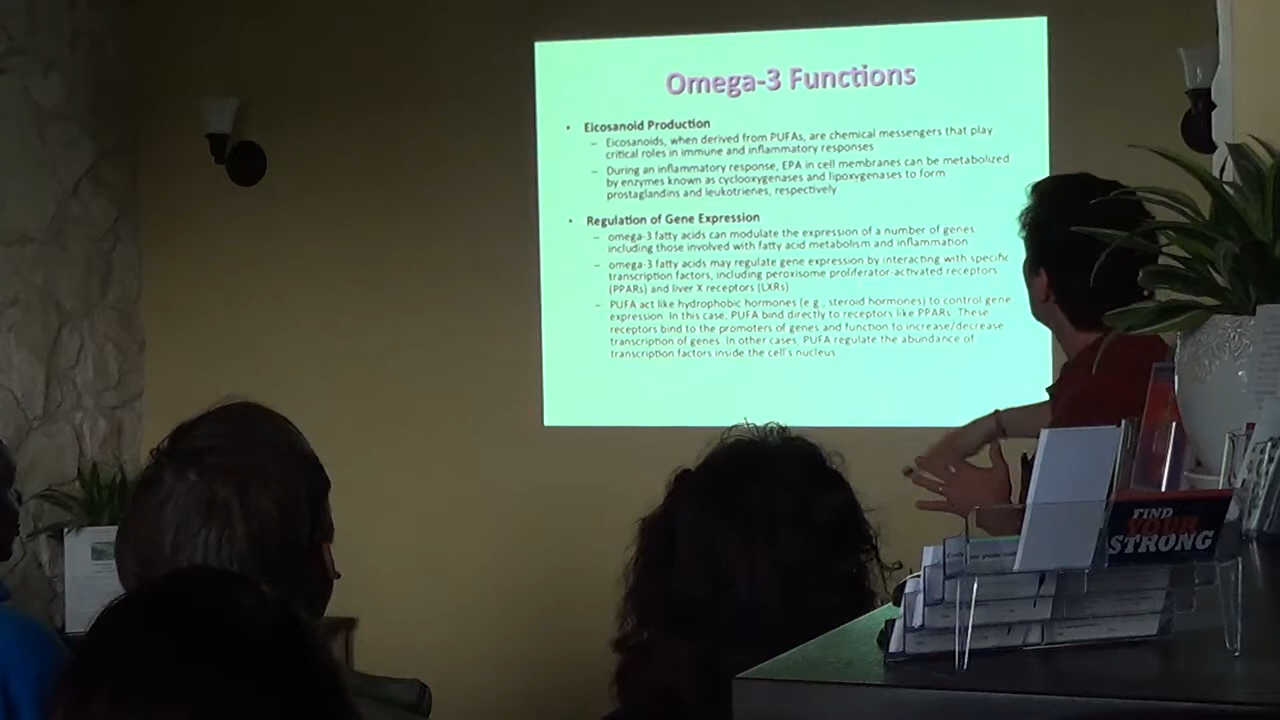 Omega-3 Functions
• Eicosanoid Production
– Eicosanoids, when derived from PUFAs, are chemical messengers that play
critical roles in immune and inflammatory responses
– During an inflammatory response, EPA in cell membranes can be metabolized
by enzymes known as cyclooxygenases and lipoxygenases to form
prostaglandins and leukotrienes, respectively
• Regulation of Gene Expression
– omega-3 fatty acids can modulate the expression of a number of genes,
including those involved with fatty acid metabolism and inflammation
– omega-3 fatty acids may regulate gene expression by interacting with specific
transcription factors, including peroxisome proliferator-activated receptors
(PPARs) and liver X receptors (LXRs)
– PUFA act like hydrophobic hormones (e.g., steroid hormones) to control gene
expression. In this case, PUFA bind directly to receptors like PPARs. These
receptors bind to the promoters of genes and function to increase/decrease
transcription of genes. In other cases, PUFA regulate the abundance of
transcription factors inside the cell's nucleus
FIND
YOUR
STRONG